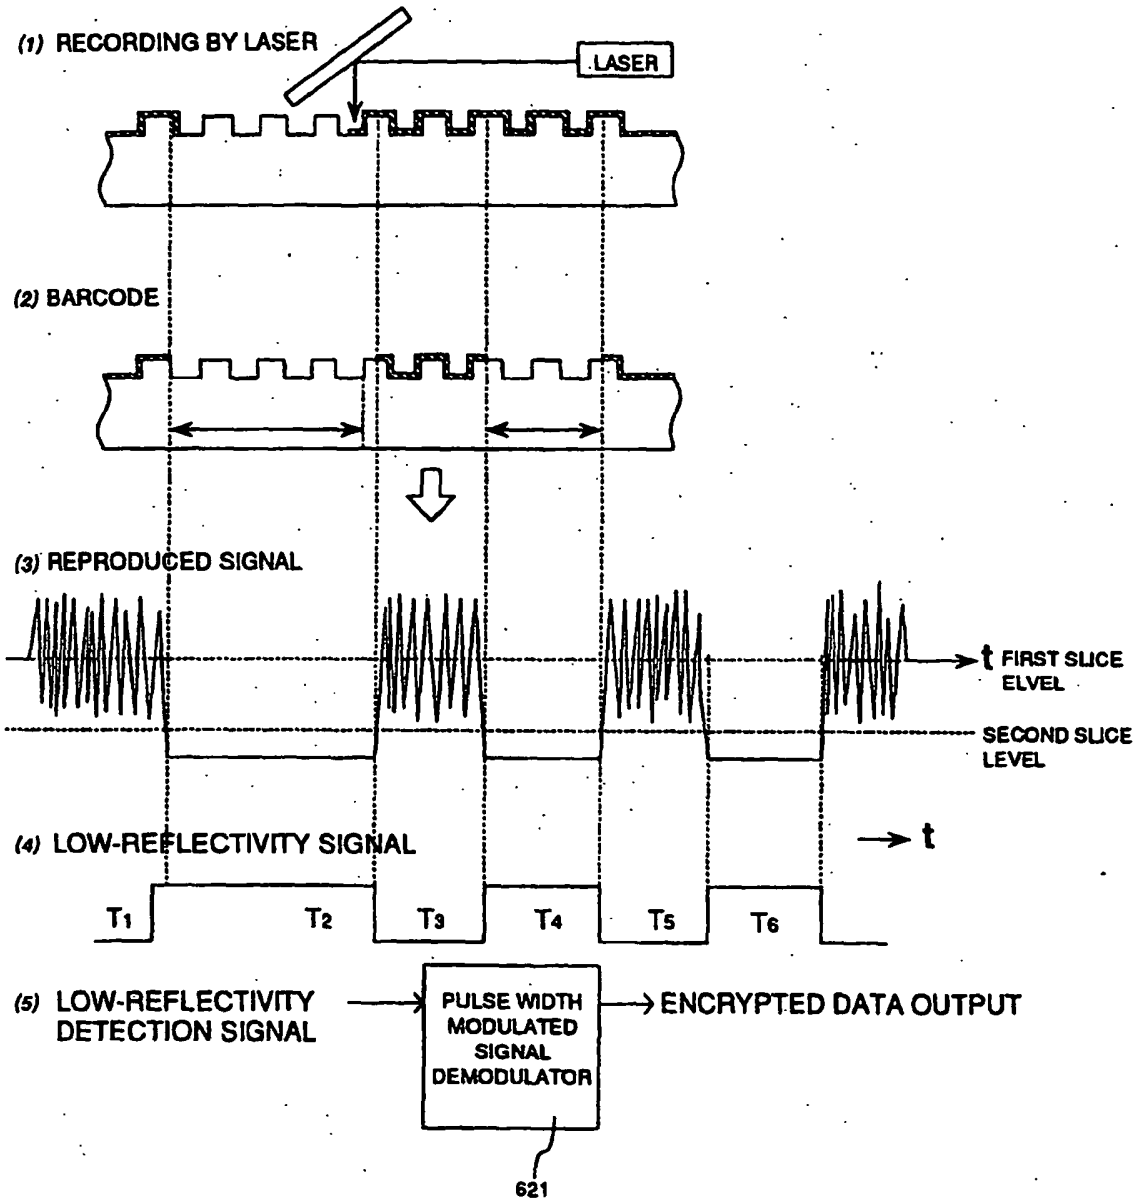 (1) RECORDING BY LASER
LASER
(2) BARCODE
(3) REPRODUCED SIGNAL
t FIRST SLICE
ELVEL
SECOND SLICE
LEVEL
(4) LOW-REFLECTIVITY SIGNAL
t
T1 T2 T3 T4 T5 T6
(5) LOW-REFLECTIVITY
DETECTION SIGNAL
PULSE WIDTH
MODULATED
SIGNAL
DEMODULATOR
ENCRYPTED DATA OUTPUT
621